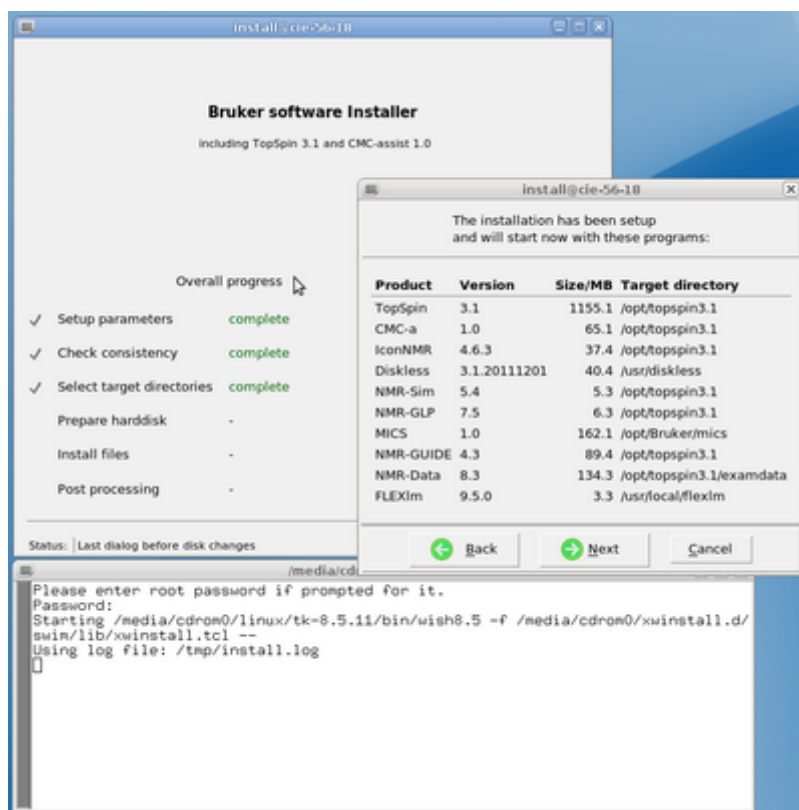 install@cie-56-18
Bruker software Installer
including TopSpin 3.1 and CMC-assist 1.0
Overall progress
Setup parameters complete
Check consistency complete
Select target directories complete
Prepare harddisk -
Install files -
Post processing -
Status: Last dialog before disk changes
install@cie-56-18
The installation has been setup
and will start now with these programs:
Product Version Size/MB Target directory
TopSpin 3.1 1155.1 /opt/topspin3.1
CMC-a 1.0 65.1 /opt/topspin3.1
IconNMR 4.6.3 37.4 /opt/topspin3.1
Diskless 3.1.20111201 40.4 /usr/diskless
NMR-Sim 5.4 5.3 /opt/topspin3.1
NMR-GLP 7.5 6.3 /opt/topspin3.1
MICS 1.0 162.1 /opt/Bruker/mics
NMR-GUIDE 4.3 89.4 /opt/topspin3.1
NMR-Data 8.3 134.3 /opt/topspin3.1/examdata
FLEXlm 9.5.0 3.3 /usr/local/flexlm
Back Next Cancel
/media/cd
Please enter root password if prompted for it.
Password:
Starting /media/cdrom0/linux/tk-8.5.11/bin/wish8.5 -f /media/cdrom0/xwinstall.d/
swim/lib/xwinstall.tcl --
Using log file: /tmp/install.log